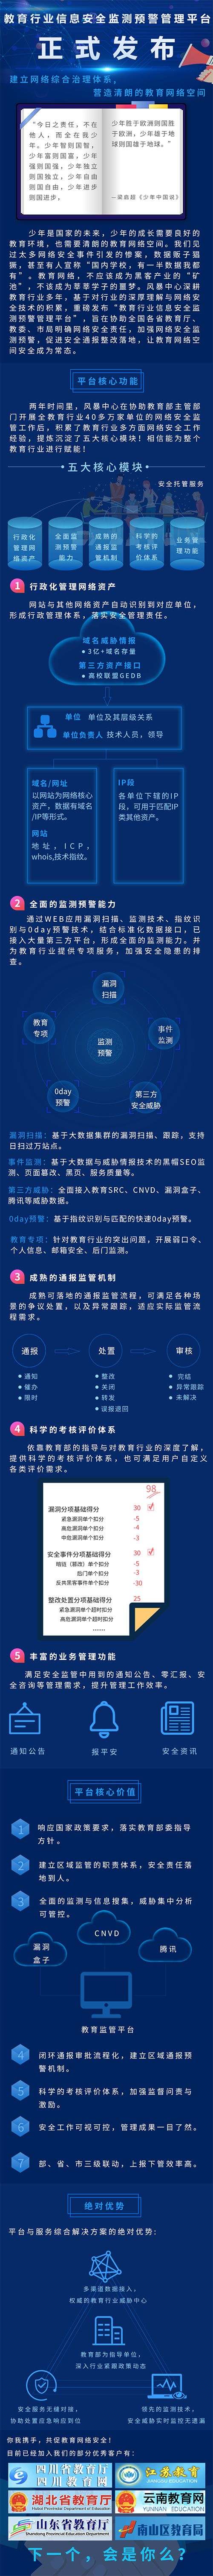 教育行业信息安全监测预警管理平台
正式发布
建立网络综合治理体系,
营造清朗的教育网络空间
“今日之责任，不在
他人，而全在我少
年。少年智则国智，
少年富则国富，少年
强则国强，少年独立
则国独立，少年自由
则国自由，少年进步
则国进步，
少年胜于欧洲则国胜
于欧洲，少年雄于地
球则国雄于地球。”
—梁启超《少年中国说》
少年是国家的未来，少年的成长需要良好的
教育环境，也需要清朗的教育网络空间。我们见
过太多网络安全事件引发的惨案，数据贩子猖
獗，甚至有人宣称“国内学校，有一半数据我都
有”。教育网络，不应该成为黑客产业的“矿
池”，不该成为莘莘学子的噩梦。风暴中心深耕
教育行业多年，基于对行业的深厚理解与网络安
全技术的积累，重磅发布“教育行业信息安全监
测预警管理平台”，旨在协助全国各省教育厅、
教委、市局明确网络安全责任，加强网络安全监
测预警，促进安全通报整改落地，让教育网络空
间安全成为常态。
平台核心功能
两年时间里，风暴中心在协助教育主管部
门开展全教育行业40多万家单位的网络安全监
管工作后，积累了教育行业多方面网络安全工作
经验，提炼沉淀了五大核心模块！相信能为整个
教育行业进行赋能！
五大核心模块
安全托管服务
行政化
管理网
络资产
全面监
测预警
能力
成熟的
通报监
管机制
科学的
考核评
价体系
业务管
理功能
1 行政化管理网络资产
网站与其他网络资产自动识别到对应单位，
形成行政管理体系，落实安全管理责任。
域名威胁情报
3亿+域名存量
第三方资产接口
高校联盟GEDB
单位 单位及其层级关系
单位负责人 技术人员，领导
域名/网址
以网站为网络核心
资产，数据有域名
/IP等形式。
网站
地址，ICP，
whois,技术指纹。
IP段
各单位下辖的IP
段，可用于匹配IP
类其他资产。
2 全面的监测预警能力
通过WEB应用漏洞扫描、监测技术、指纹识
别与0day预警技术，结合标准化数据接口，已
接入大量第三方平台，形成全面的监测能力。并
为教育行业提供专项服务，加强安全隐患的排
查。
漏洞
扫描
教育
专项
事件
监测
监测
预警
0day
预警
第三方
安全威胁
漏洞扫描：基于大数据集群的漏洞扫描、跟踪，支持
日扫过万站点。
事件监测：基于大数据与威胁情报技术的黑帽SEO监
测、页面篡改、黑页、服务质量等。
第三方威胁：全面接入教育SRC、CNVD、漏洞盒子、
腾讯等威胁数据。
0day预警：基于指纹识别与匹配的快速0day预警。
教育专项：针对教育行业的突出问题，开展弱口令、
个人信息、邮箱安全、后门监测。
3 成熟的通报监管机制
成熟可落地的通报监管流程，可满足各种场
景的争议处置，以及异常跟踪，适应实际监管流
程需求。
通报
处置
审核
通知
催办
限时
整改
关闭
转发
误报退回
完结
异常跟踪
未解决
4 科学的考核评价体系
依靠教育部的指导与对教育行业的深度了解，
提供科学的考核评价体系，也可满足用户自定义
各类评价需求。
98
漏洞分项基础得分 30
紧急漏洞单个扣分 -5
高危漏洞单个扣分 -4
中危漏洞单个扣分 -3
安全事件分项基础得分 30
暗链（篡改）单个扣分 -5
后门单个扣分 -3
反共黑客事件单个扣分 -30
整改处置分项基础得分 25
紧急漏洞单个超时扣分
高危漏洞单个超时扣分
......
5 丰富的业务管理功能
满足安全监管中用到的通知公告、零汇报、安
全咨询等管理需求，提升管理工作效率。
通知公告
报平安
安全资讯
平台核心价值
1 响应国家政策要求，落实教育部委指导
方针。
2 建立区域监管的职责体系，安全责任落
地到人。
3 全面的监测与信息搜集，威胁集中分析
可管控。
漏洞
盒子
CNVD
腾讯
教育监管平台
4 闭环通报审批流程化，建立区域通报预
警机制。
5 科学的考核评价体系，加强监督问责与
激励。
6 安全工作可视可控，管理成果一目了然。
7 部、省、市三级联动，上报下管效率高。
绝对优势
平台与服务综合解决方案的绝对优势：
多渠道数据接入，
权威的教育行业威胁中心
教育部为指导单位，
深入行业紧跟政策动态
安全服务无缝对接，
协助处置应急响应到位
领先的监测技术，
安全威胁实时监控无遗漏
你我携手，共促教育网络安全！
目前已经加入我们的部分优秀客户有：
四川省教育厅
四川教育网
江苏教育
湖北省教育厅
云南教育网
YUNNAN EDUCATION
山东省教育厅
Shandong Provincial Education Department
南山区教育局
下一个，会是你么？